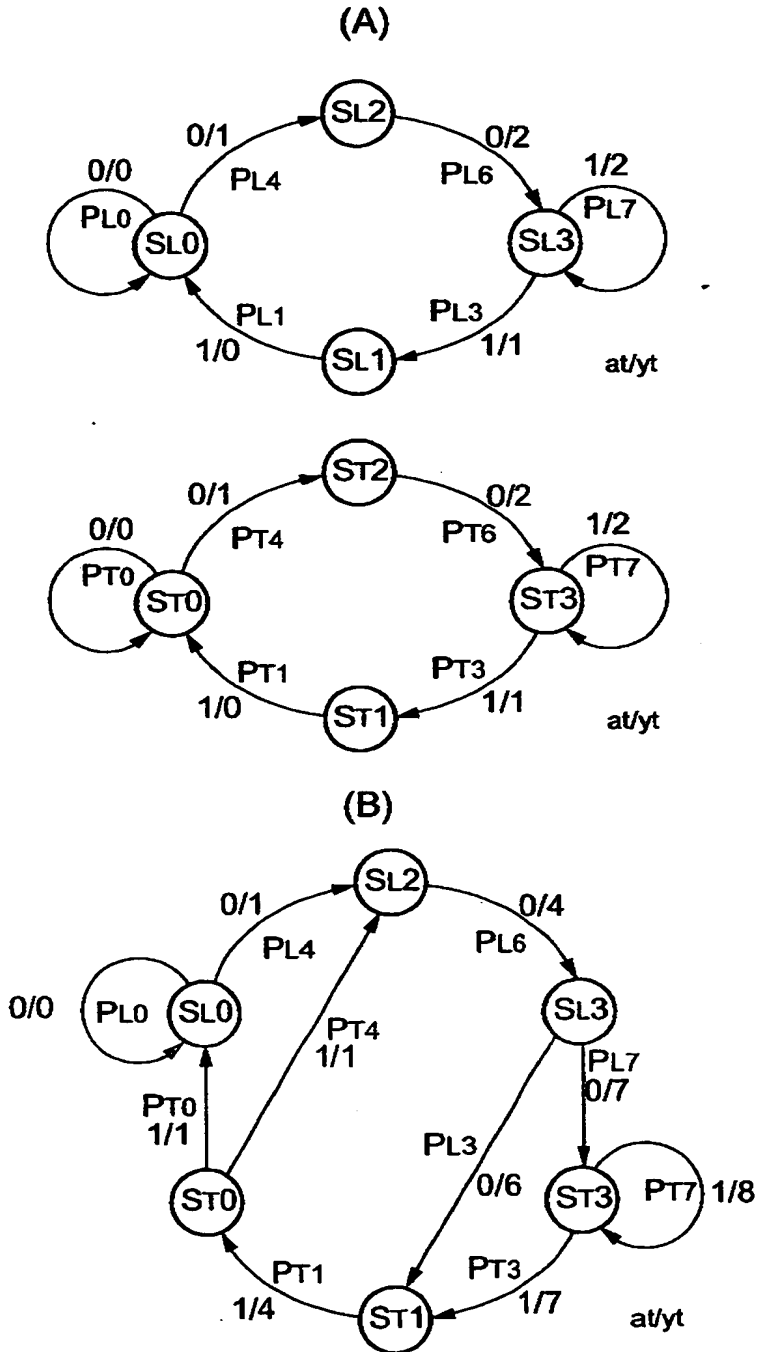 (A)
SL2
0/1
0/2
0/0
PL4
PL6
1/2
PL0
PL7
SL0
SL3
PL1
PL3
1/0
SL1
1/1
at/yt
ST2
0/1
0/2
0/0
PT4
PT6
1/2
PT0
PT7
ST0
ST3
PT1
PT3
1/0
ST1
1/1
at/yt
(B)
SL2
0/1
0/4
PL4
PL6
0/0
PL0
SL0
SL3
PT4
1/1
PL7
0/7
PT0
1/1
PL3
0/6
ST0
ST3
PT7
1/8
PT1
PT3
1/4
ST1
1/7
at/yt